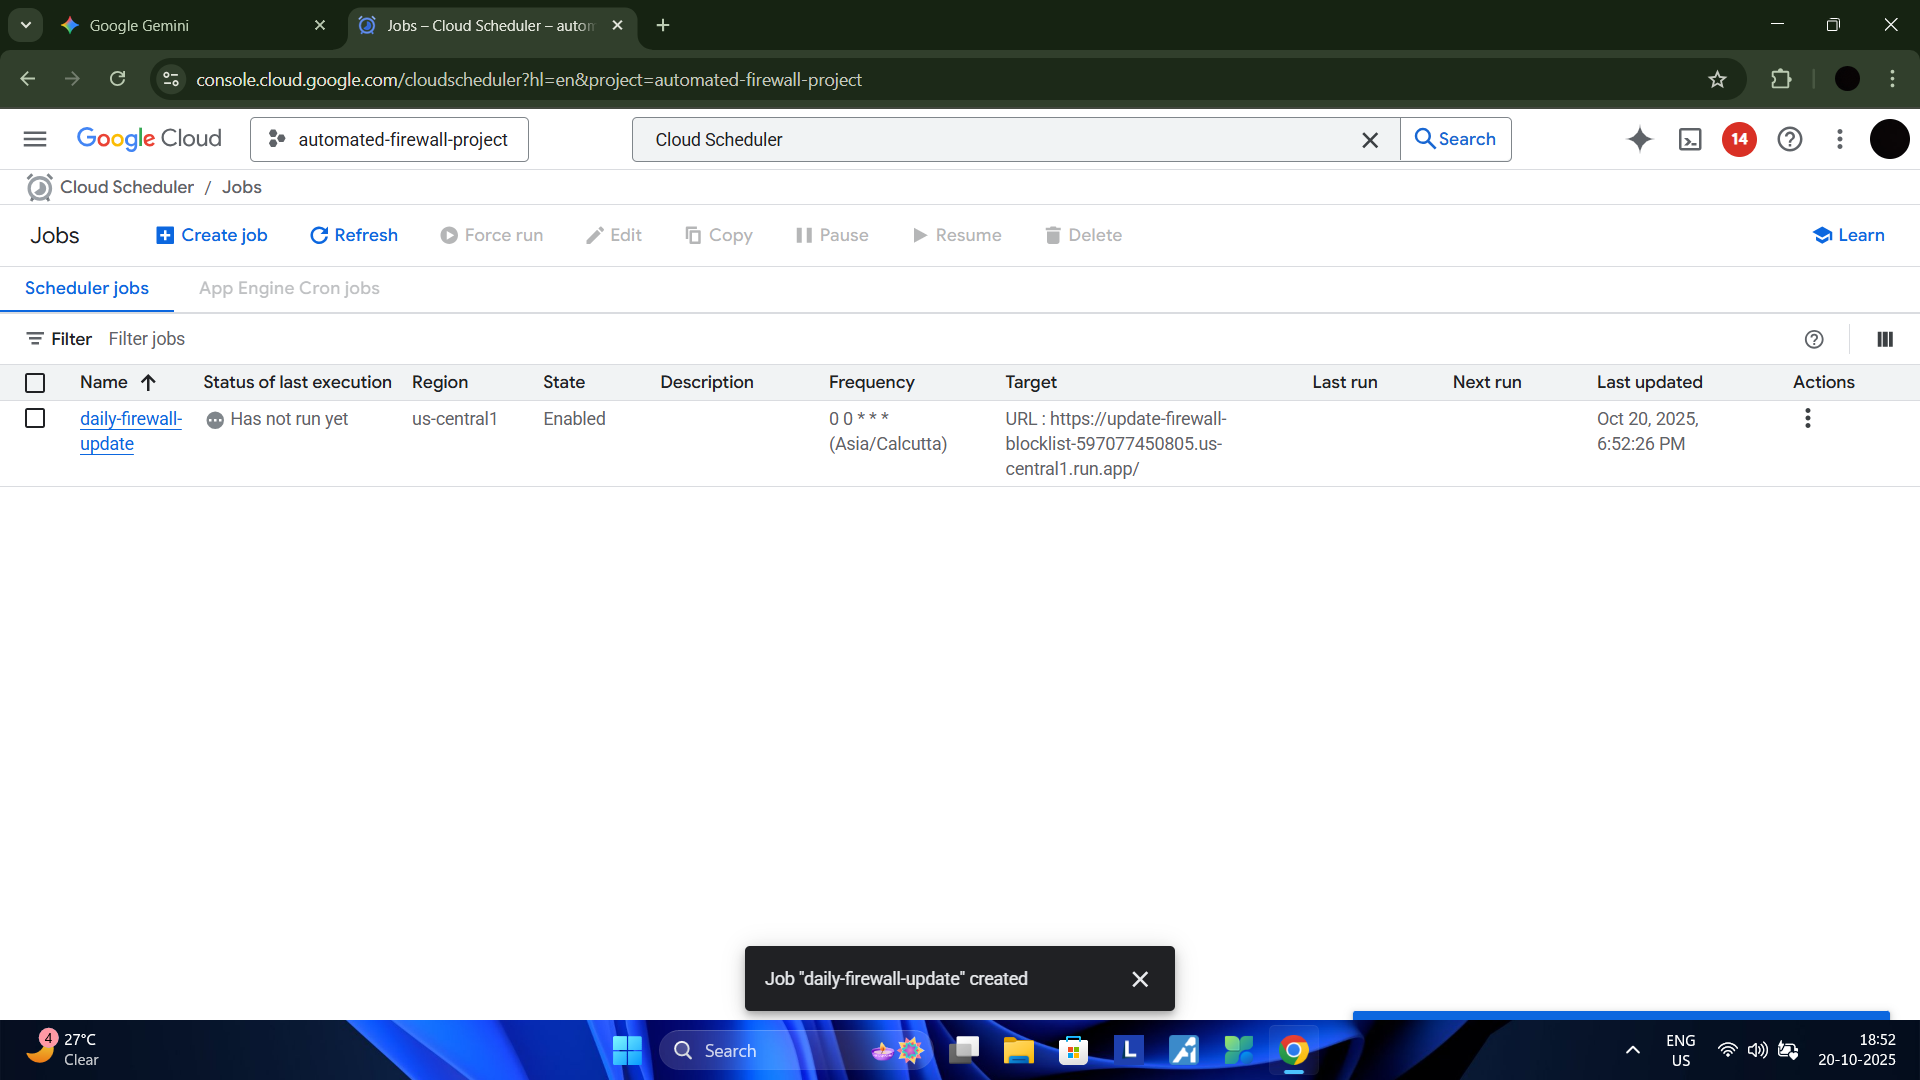 Google Gemini
Jobs – Cloud Scheduler – autom
console.cloud.google.com/cloudscheduler?hl=en&project=automated-firewall-project
Google Cloud
automated-firewall-project
Cloud Scheduler
Search
14
Cloud Scheduler / Jobs
Jobs
Create job
Refresh
Force run
Edit
Copy
Pause
Resume
Delete
Learn
Scheduler jobs
App Engine Cron jobs
Filter
Filter jobs
Name
Status of last execution
Region
State
Description
Frequency
Target
Last run
Next run
Last updated
Actions
daily-firewall-
update
Has not run yet
us-central1
Enabled
0 0 * * *
(Asia/Calcutta)
URL : https://update-firewall-
blocklist-597077450805.us-
central1.run.app/
Oct 20, 2025,
6:52:26 PM
Job "daily-firewall-update" created
4
27°C
Clear
Search
L
ENG
US
18:52
20-10-2025